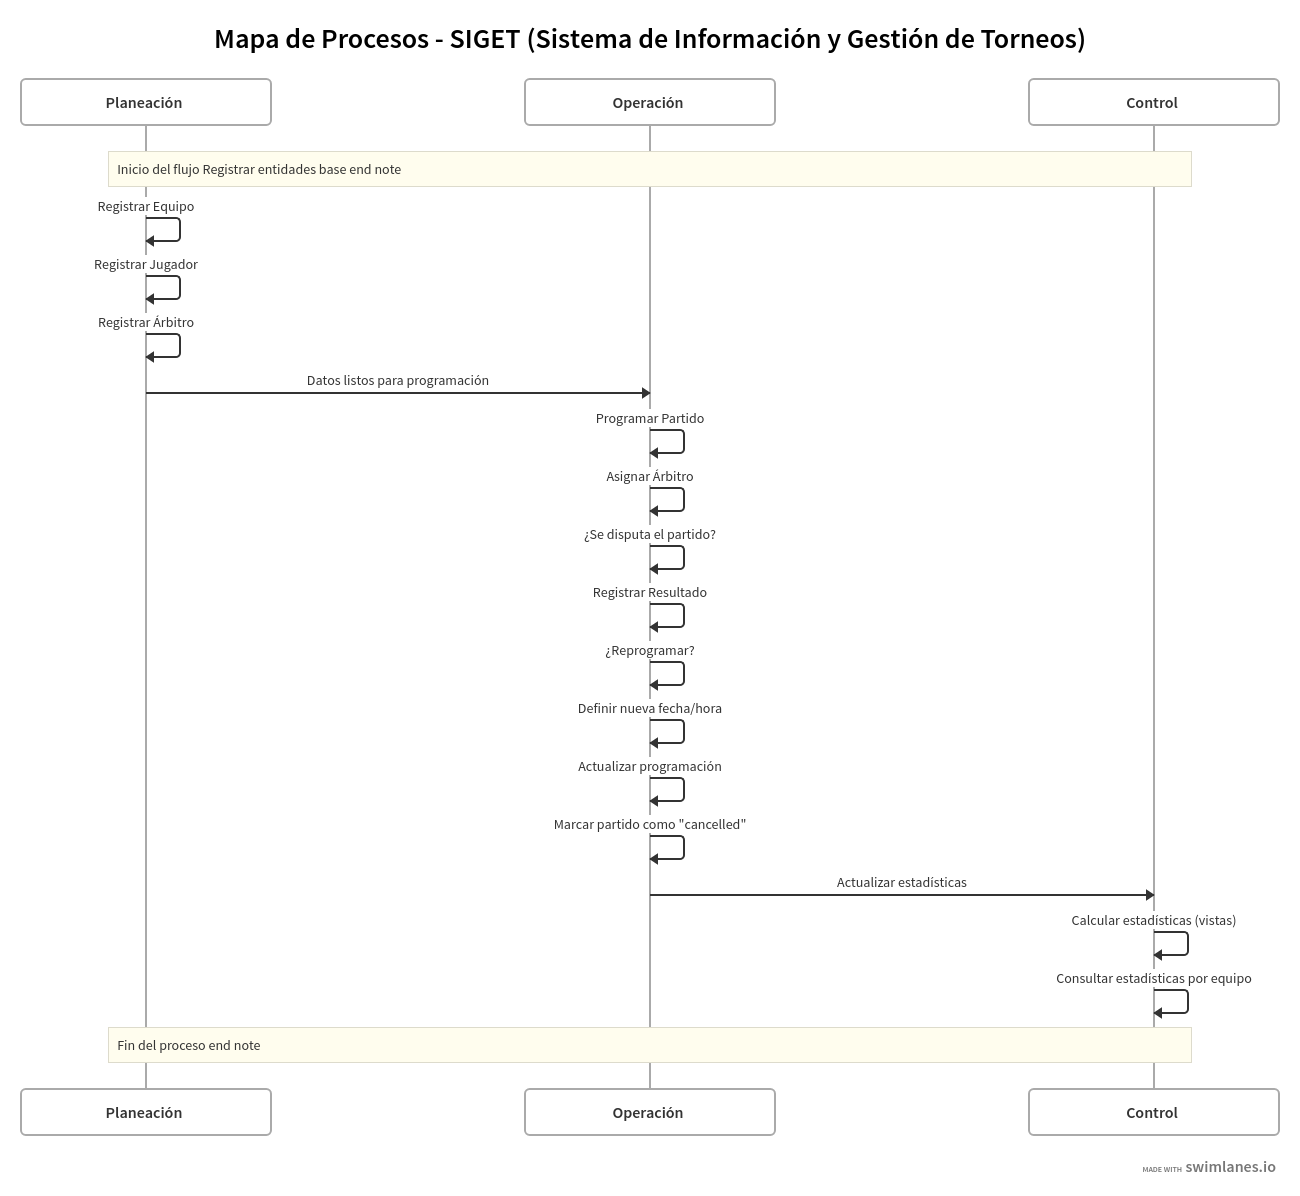 Mapa de Procesos - SIGET (Sistema de Información y Gestión de Torneos)
Planeación
Operación
Control
Inicio del flujo Registrar entidades base end note
Registrar Equipo
Registrar Jugador
Registrar Árbitro
Datos listos para programación
Programar Partido
Asignar Árbitro
¿Se disputa el partido?
Registrar Resultado
¿Reprogramar?
Definir nueva fecha/hora
Actualizar programación
Marcar partido como "cancelled"
Actualizar estadísticas
Calcular estadísticas (vistas)
Consultar estadísticas por equipo
Fin del proceso end note
Planeación
Operación
Control
MADE WITH swimlanes.io